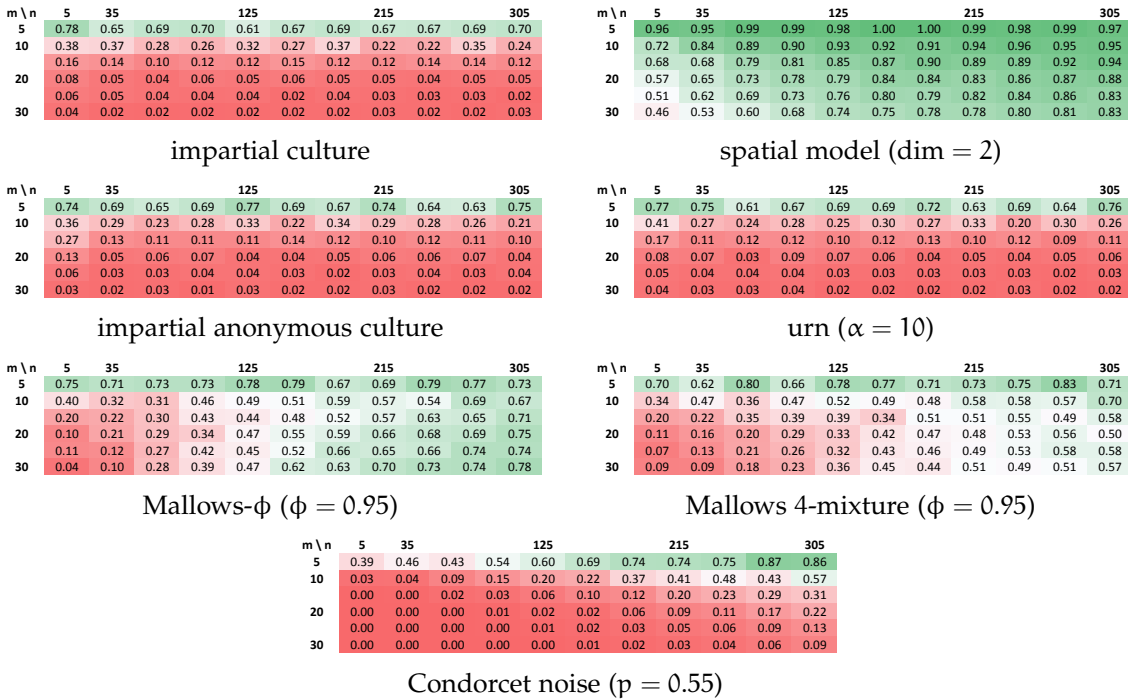 m \ n 5 35 125 215 305
5 0.78 0.65 0.69 0.70 0.61 0.67 0.69 0.67 0.67 0.67 0.69 0.70
10 0.38 0.37 0.28 0.26 0.32 0.27 0.37 0.22 0.22 0.35 0.24
0.16 0.14 0.10 0.12 0.12 0.15 0.12 0.12 0.14 0.14 0.12
20 0.08 0.05 0.04 0.06 0.05 0.06 0.05 0.05 0.04 0.05 0.05
0.06 0.05 0.04 0.04 0.04 0.02 0.04 0.03 0.03 0.03 0.02
30 0.04 0.02 0.02 0.02 0.03 0.02 0.02 0.03 0.02 0.02 0.03
impartial culture
m \ n 5 35 125 215 305
5 0.96 0.95 0.99 0.99 0.98 1.00 1.00 0.99 0.98 0.99 0.97
10 0.72 0.84 0.89 0.90 0.93 0.92 0.91 0.94 0.96 0.95 0.95
0.68 0.68 0.79 0.81 0.85 0.87 0.90 0.89 0.89 0.92 0.94
20 0.57 0.65 0.73 0.78 0.79 0.84 0.84 0.83 0.86 0.87 0.88
0.51 0.62 0.69 0.73 0.76 0.80 0.79 0.82 0.84 0.86 0.83
30 0.46 0.53 0.60 0.68 0.74 0.75 0.78 0.78 0.80 0.81 0.83
spatial model (dim = 2)
m \ n 5 35 125 215 305
5 0.74 0.69 0.65 0.69 0.77 0.69 0.67 0.74 0.64 0.63 0.75
10 0.36 0.29 0.23 0.28 0.33 0.22 0.34 0.29 0.28 0.26 0.21
0.27 0.13 0.11 0.11 0.11 0.14 0.12 0.10 0.12 0.11 0.10
20 0.13 0.05 0.06 0.07 0.04 0.04 0.05 0.06 0.06 0.07 0.04
0.06 0.03 0.03 0.04 0.04 0.03 0.02 0.03 0.04 0.03 0.04
30 0.03 0.02 0.03 0.01 0.03 0.02 0.02 0.03 0.02 0.02 0.02
impartial anonymous culture
m \ n 5 35 125 215 305
5 0.77 0.75 0.61 0.67 0.69 0.69 0.72 0.63 0.69 0.64 0.76
10 0.41 0.27 0.24 0.28 0.25 0.30 0.27 0.33 0.20 0.30 0.26
0.17 0.11 0.12 0.12 0.10 0.12 0.13 0.10 0.12 0.09 0.11
20 0.08 0.07 0.03 0.09 0.07 0.06 0.04 0.05 0.04 0.05 0.06
0.05 0.04 0.04 0.04 0.03 0.03 0.03 0.03 0.03 0.02 0.03
30 0.04 0.03 0.03 0.04 0.02 0.02 0.02 0.02 0.03 0.02 0.02
urn (α = 10)
m \ n 5 35 125 215 305
5 0.75 0.71 0.73 0.73 0.78 0.79 0.67 0.69 0.79 0.77 0.73
10 0.40 0.32 0.31 0.46 0.49 0.51 0.59 0.57 0.54 0.69 0.67
0.20 0.22 0.30 0.43 0.44 0.48 0.52 0.57 0.63 0.65 0.71
20 0.10 0.21 0.29 0.34 0.47 0.55 0.59 0.66 0.68 0.69 0.75
0.11 0.12 0.27 0.42 0.45 0.52 0.66 0.65 0.66 0.74 0.74
30 0.04 0.10 0.28 0.39 0.47 0.62 0.63 0.70 0.73 0.74 0.78
Mallows-ϕ (ϕ = 0.95)
m \ n 5 35 125 215 305
5 0.70 0.62 0.80 0.66 0.78 0.77 0.71 0.73 0.75 0.83 0.71
10 0.34 0.47 0.36 0.47 0.52 0.49 0.48 0.58 0.58 0.57 0.70
0.20 0.22 0.35 0.39 0.39 0.34 0.51 0.51 0.55 0.49 0.58
20 0.11 0.16 0.20 0.29 0.33 0.42 0.47 0.48 0.53 0.56 0.50
0.07 0.13 0.21 0.26 0.32 0.43 0.46 0.49 0.53 0.58 0.58
30 0.09 0.09 0.18 0.23 0.36 0.45 0.44 0.51 0.49 0.51 0.57
Mallows 4-mixture (ϕ = 0.95)
m \ n 5 35 125 215 305
5 0.39 0.46 0.43 0.54 0.60 0.69 0.74 0.74 0.75 0.87 0.86
10 0.03 0.04 0.09 0.15 0.20 0.22 0.37 0.41 0.48 0.43 0.57
0.00 0.00 0.02 0.03 0.06 0.10 0.12 0.20 0.23 0.29 0.31
20 0.00 0.00 0.00 0.01 0.02 0.02 0.06 0.09 0.11 0.17 0.22
0.00 0.00 0.00 0.00 0.01 0.02 0.03 0.05 0.06 0.09 0.13
30 0.00 0.00 0.00 0.00 0.01 0.02 0.03 0.04 0.06 0.09
Condorcet noise (p = 0.55)